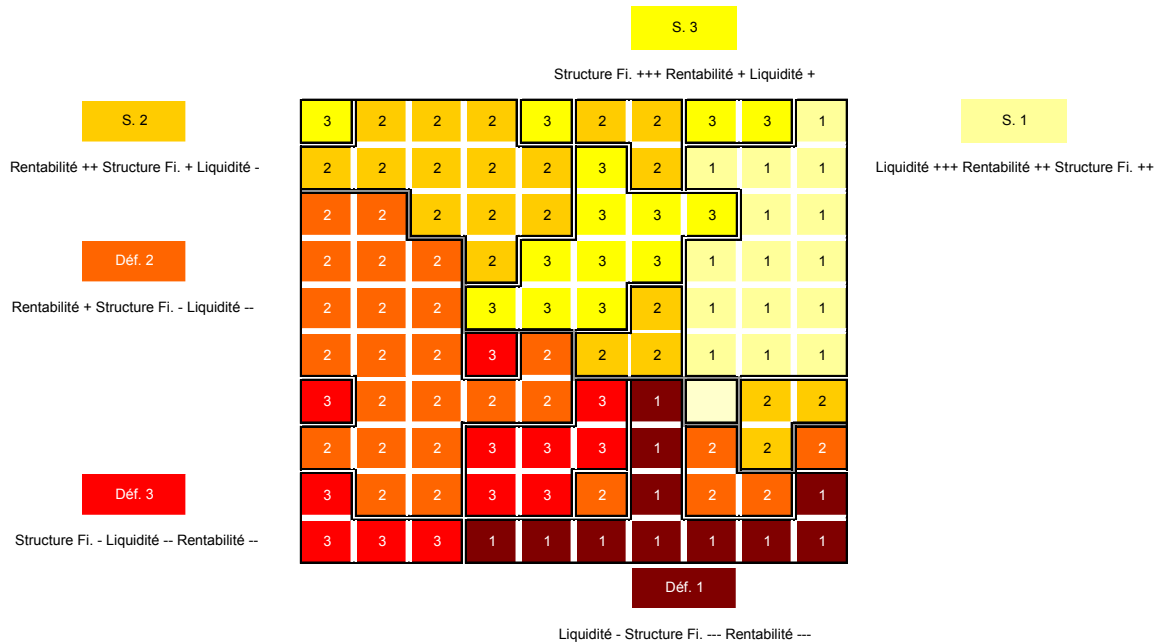 S. 3
Structure Fi. +++ Rentabilité + Liquidité +
S. 2
Rentabilité ++ Structure Fi. + Liquidité -
S. 1
Liquidité +++ Rentabilité ++ Structure Fi. ++
Déf. 2
Rentabilité + Structure Fi. - Liquidité --
Déf. 3
Structure Fi. - Liquidité -- Rentabilité --
3 2 2 2 3 2 2 3 3 1
2 2 2 2 2 3 2 1 1 1
2 2 2 2 2 3 3 3 1 1
2 2 2 2 3 3 3 1 1 1
2 2 2 3 3 3 2 1 1 1
2 2 2 3 2 2 2 1 1 1
3 2 2 2 2 3 1 2 2
2 2 2 3 3 3 1 2 2 2
3 2 2 3 3 2 1 2 2 1
3 3 3 1 1 1 1 1 1 1
Déf. 1
Liquidité - Structure Fi. --- Rentabilité ---